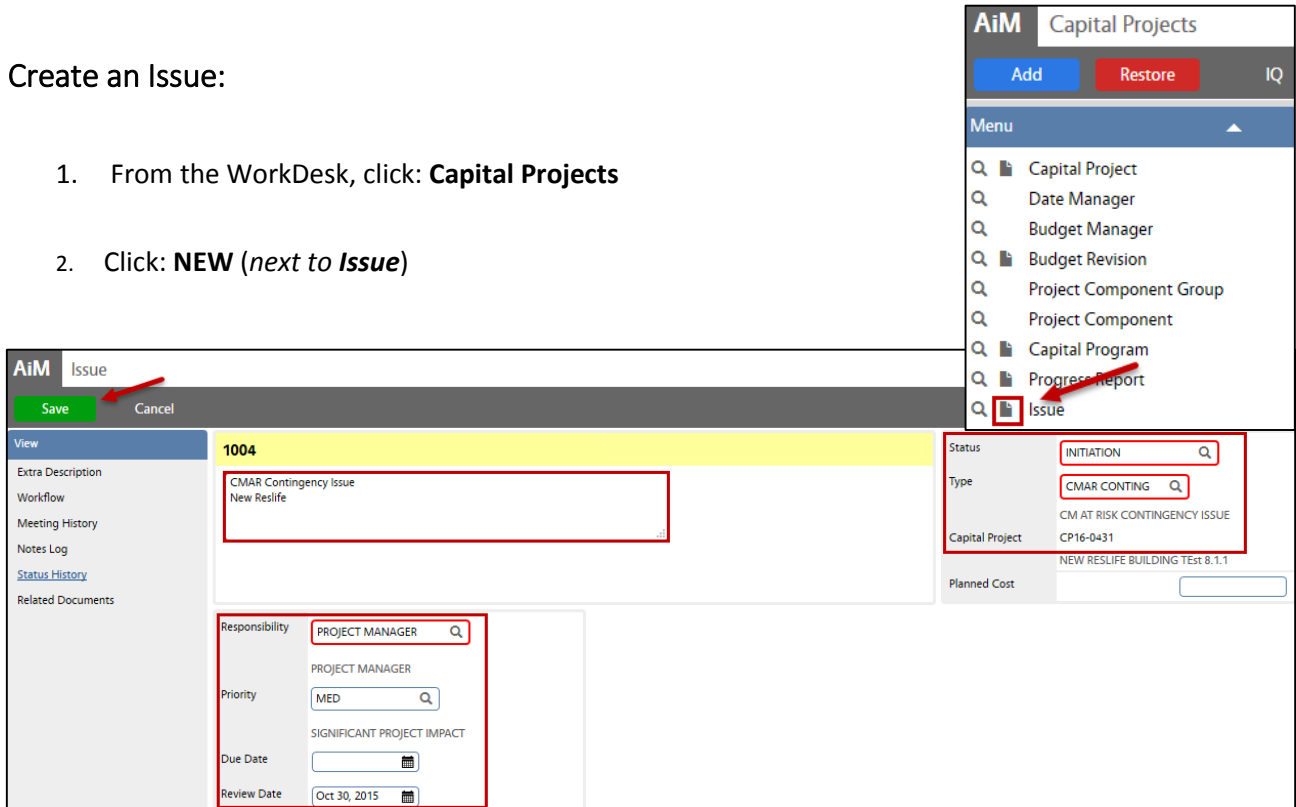 Create an Issue:
1. From the WorkDesk, click: Capital Projects
2. Click: NEW (next to Issue)
AiM Capital Projects
Add Restore IQ
Menu
Capital Project
Date Manager
Budget Manager
Budget Revision
Project Component Group
Project Component
Capital Program
Progress Report
Issue
AiM Issue
Save Cancel
View
Extra Description
Workflow
Meeting History
Notes Log
Status History
Related Documents
1004
CMAR Contingency Issue
New Reslife
Status INITIATION
Type CMAR CONTING
CM AT RISK CONTINGENCY ISSUE
Capital Project CP16-0431
NEW RESLIFE BUILDING TEst 8.1.1
Planned Cost
Responsibility PROJECT MANAGER
PROJECT MANAGER
Priority MED
SIGNIFICANT PROJECT IMPACT
Due Date
Review Date Oct 30, 2015